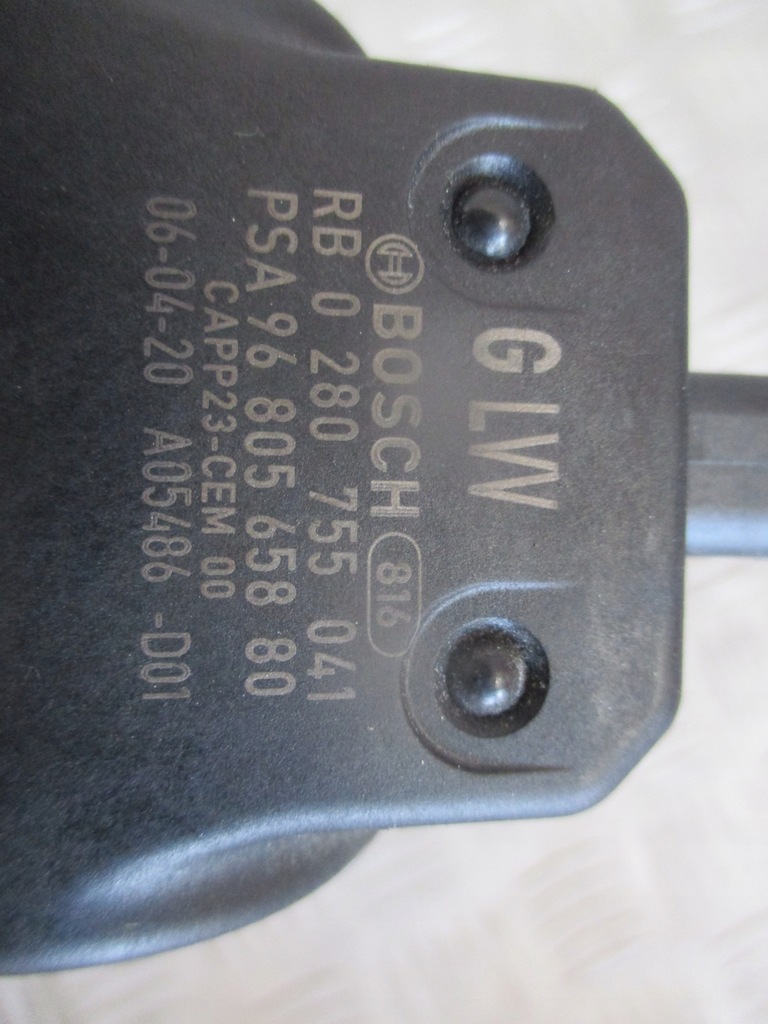 GLW
BOSCH 816
RB 0 280 755 041
PSA 96 805 658 80
CAPP23-CEM 00
06-04-20 A05486 -D01